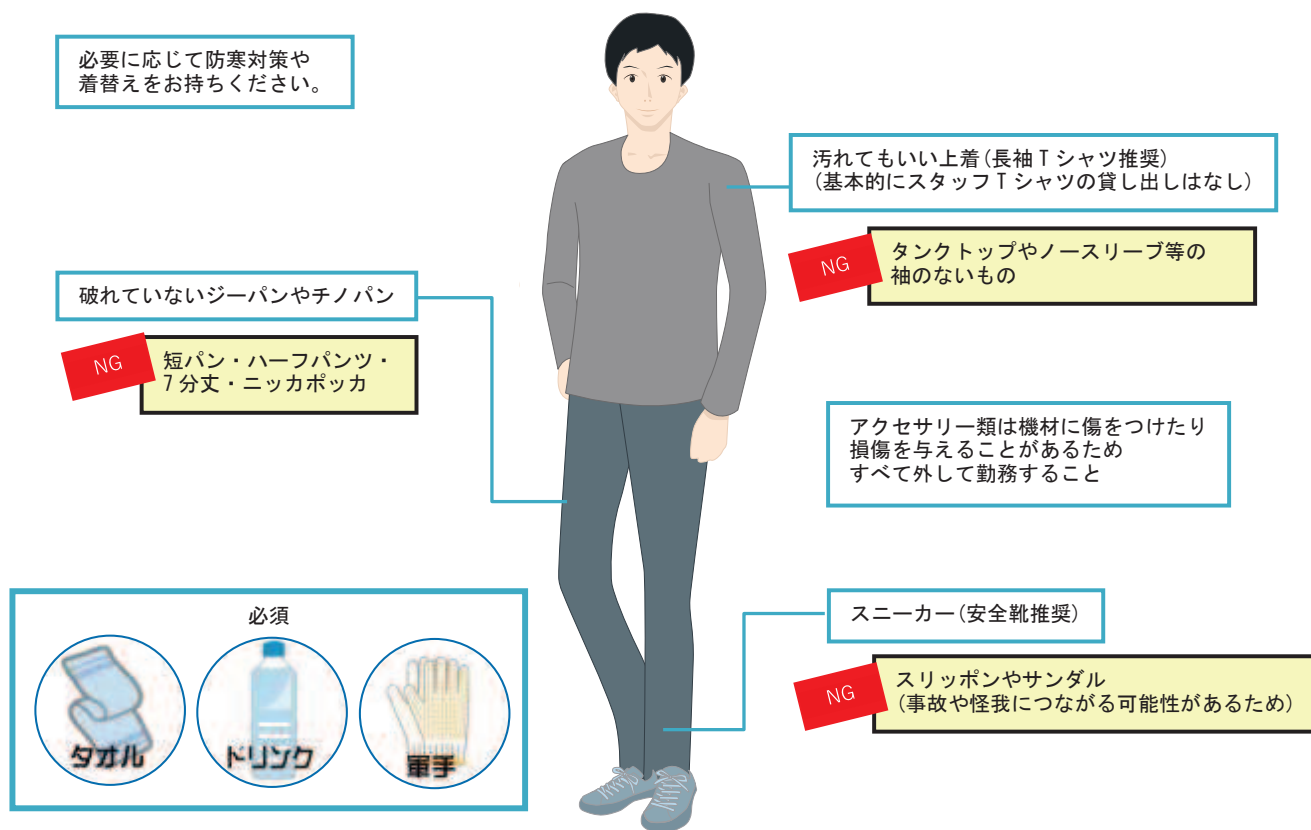 必要に応じて防寒対策や
着替えをお持ちください。
汚れてもいい上着(長袖Tシャツ推奨)
(基本的にスタッフTシャツの貸し出しはなし)
NG
タンクトップやノースリーブ等の
袖のないもの
破れていないジーパンやチノパン
NG
短パン・ハーフパンツ・
7分丈・ニッカポッカ
アクセサリー類は機材に傷をつけたり
損傷を与えることがあるため
すべて外して勤務すること
必須
タオル
ドリンク
軍手
スニーカー(安全靴推奨)
NG
スリッポンやサンダル
(事故や怪我につながる可能性があるため)